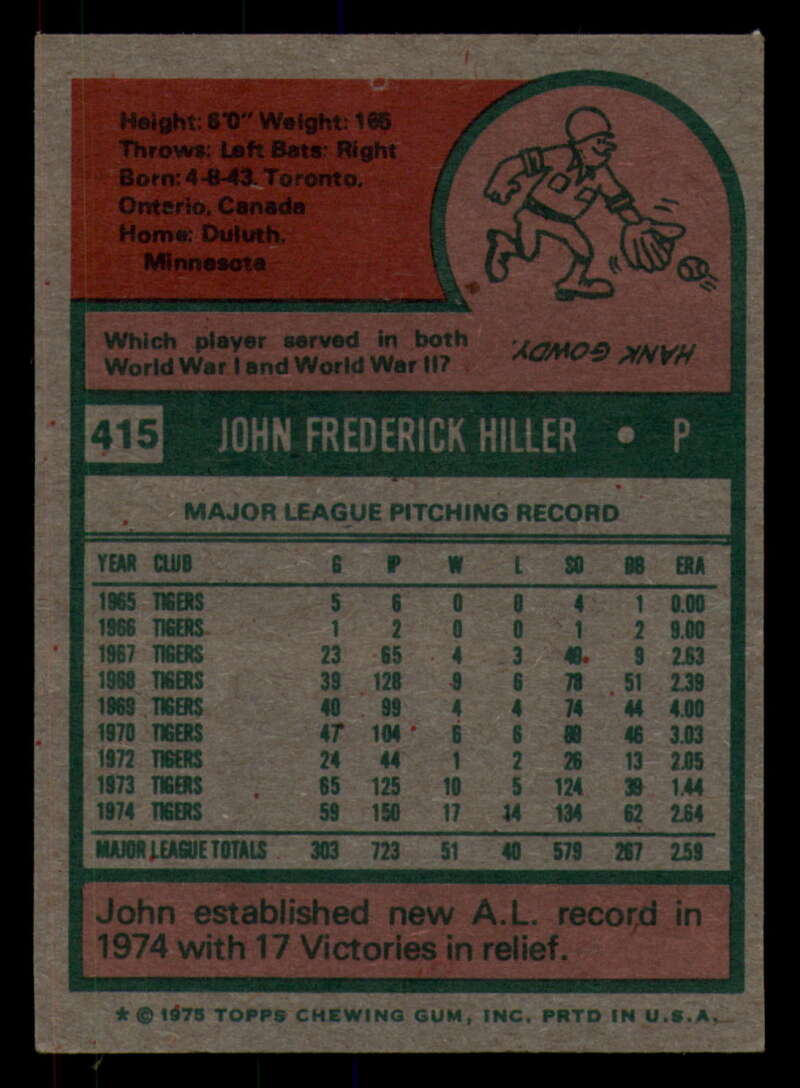 Height: 6'0" Weight: 165
Throws: Left Bats: Right
Born: 4-8-43. Toronto,
Onterio, Canada
Home: Duluth,
Minnesota
Which player served in both
World War I and World War II?
HANK GOWDY.
415 JOHN FREDERICK HILLER • P
MAJOR LEAGUE PITCHING RECORD
YEAR CLUB G IP W L SO BB ERA
1965 TIGERS 5 6 0 0 4 1 0.00
1966 TIGERS 1 2 0 0 1 2 9.00
1967 TIGERS 23 65 4 3 49 9 2.63
1968 TIGERS 39 128 9 6 78 51 2.39
1969 TIGERS 40 99 4 4 74 44 4.00
1970 TIGERS 47 104 6 6 89 46 3.03
1972 TIGERS 24 44 1 2 26 13 2.05
1973 TIGERS 65 125 10 5 124 39 1.44
1974 TIGERS 59 150 17 14 134 62 2.64
MAJOR LEAGUE TOTALS 303 723 51 40 579 267 2.59
John established new A.L. record in
1974 with 17 Victories in relief.
* © 1975 TOPPS CHEWING GUM, INC. PRTD IN U.S.A.